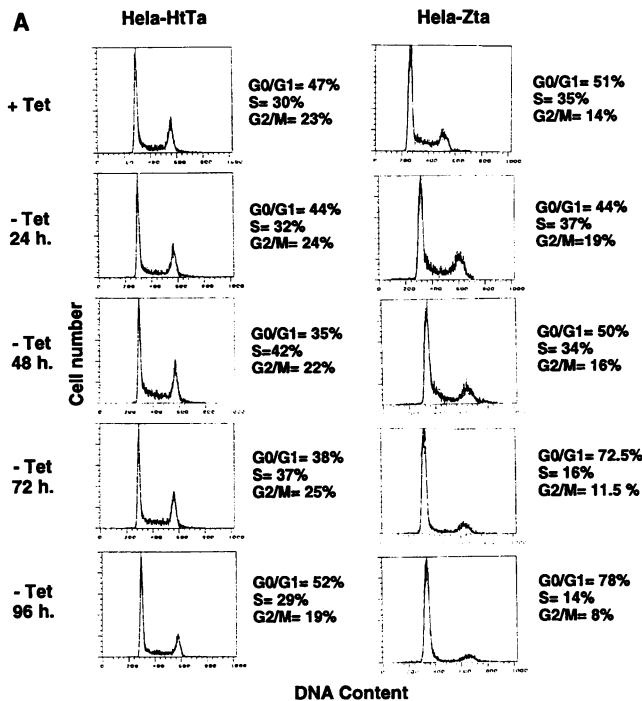 A
Hela-HtTa
Hela-Zta
+ Tet
G0/G1= 47%
S= 30%
G2/M= 23%
G0/G1= 51%
S= 35%
G2/M= 14%
- Tet
24 h.
G0/G1= 44%
S= 32%
G2/M= 24%
G0/G1= 44%
S= 37%
G2/M=19%
- Tet
48 h.
G0/G1= 35%
S=42%
G2/M= 22%
G0/G1= 50%
S= 34%
G2/M= 16%
- Tet
72 h.
G0/G1= 38%
S= 37%
G2/M= 25%
G0/G1= 72.5%
S= 16%
G2/M= 11.5 %
- Tet
96 h.
G0/G1= 52%
S= 29%
G2/M= 19%
G0/G1= 78%
S= 14%
G2/M= 8%
Cell number
DNA Content